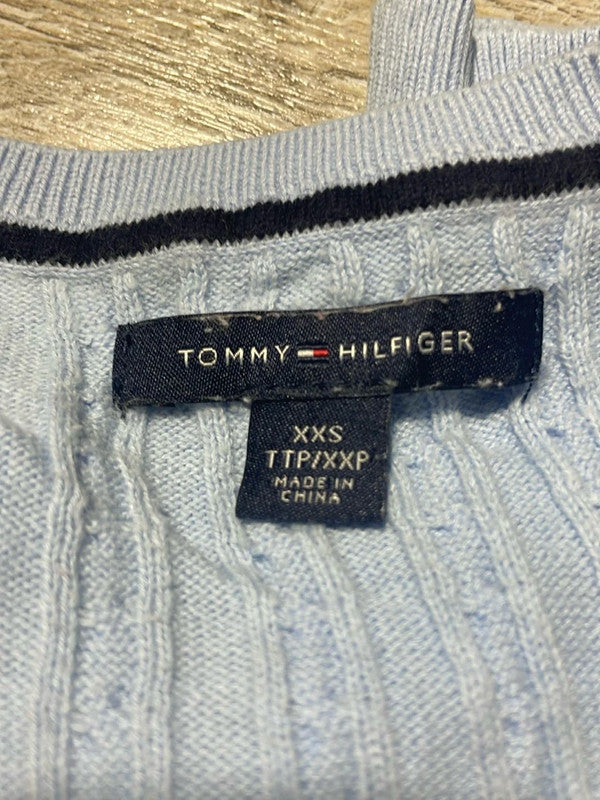 TOMMY HILFIGER
XXS
TTP/XXP
MADE IN
CHINA